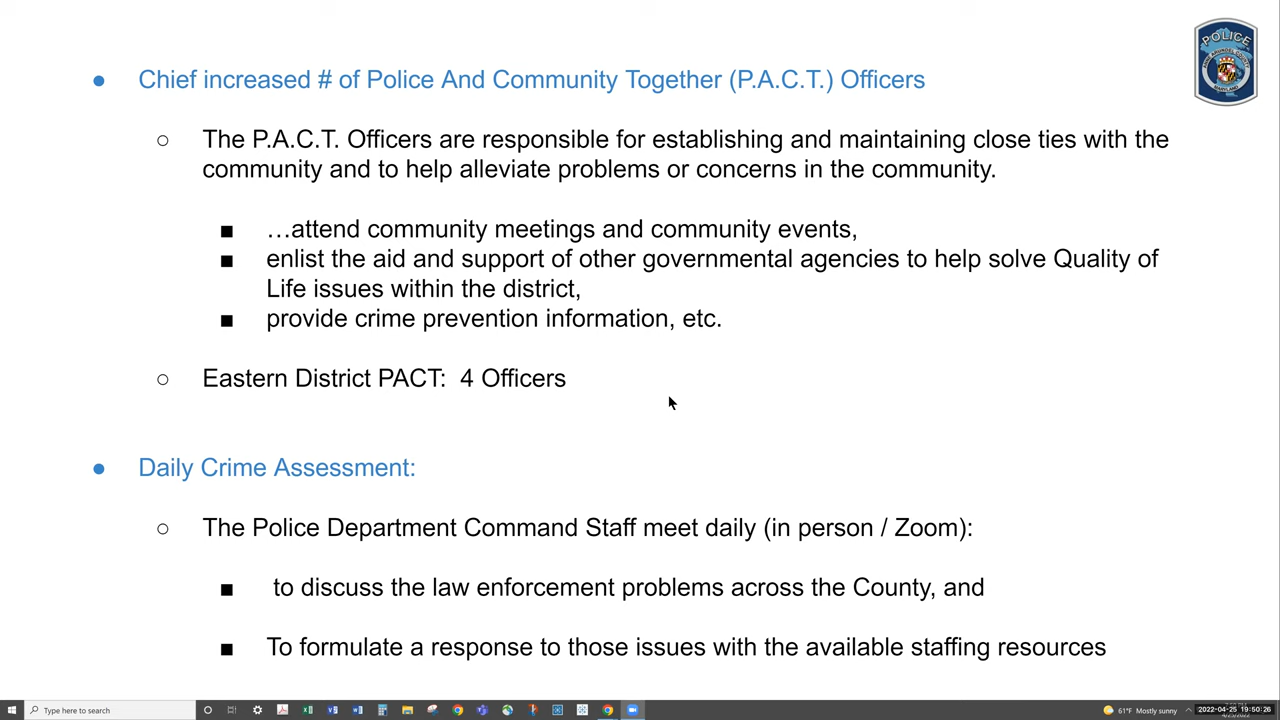 POLICE
● Chief increased # of Police And Community Together (P.A.C.T.) Officers
○ The P.A.C.T. Officers are responsible for establishing and maintaining close ties with the
community and to help alleviate problems or concerns in the community.
■ …attend community meetings and community events,
■ enlist the aid and support of other governmental agencies to help solve Quality of
Life issues within the district,
■ provide crime prevention information, etc.
○ Eastern District PACT: 4 Officers
● Daily Crime Assessment:
○ The Police Department Command Staff meet daily (in person / Zoom):
■ to discuss the law enforcement problems across the County, and
■ To formulate a response to those issues with the available staffing resources
Type here to search
61°F Mostly sunny
2022-04-25 19:50:26